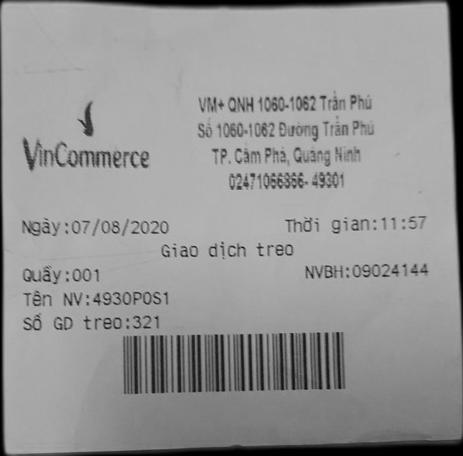 VinCommerce
VM+ QNH 1060-1062 Trần Phú
Số 1060-1062 Đường Trần Phú
TP. Cẩm Phả, Quảng Ninh
02471066866- 49301
Ngày:07/08/2020 Thời gian:11:57
Giao dịch treo
Quầy:001 NVBH:09024144
Tên NV:4930POS1
Số GD treo:321